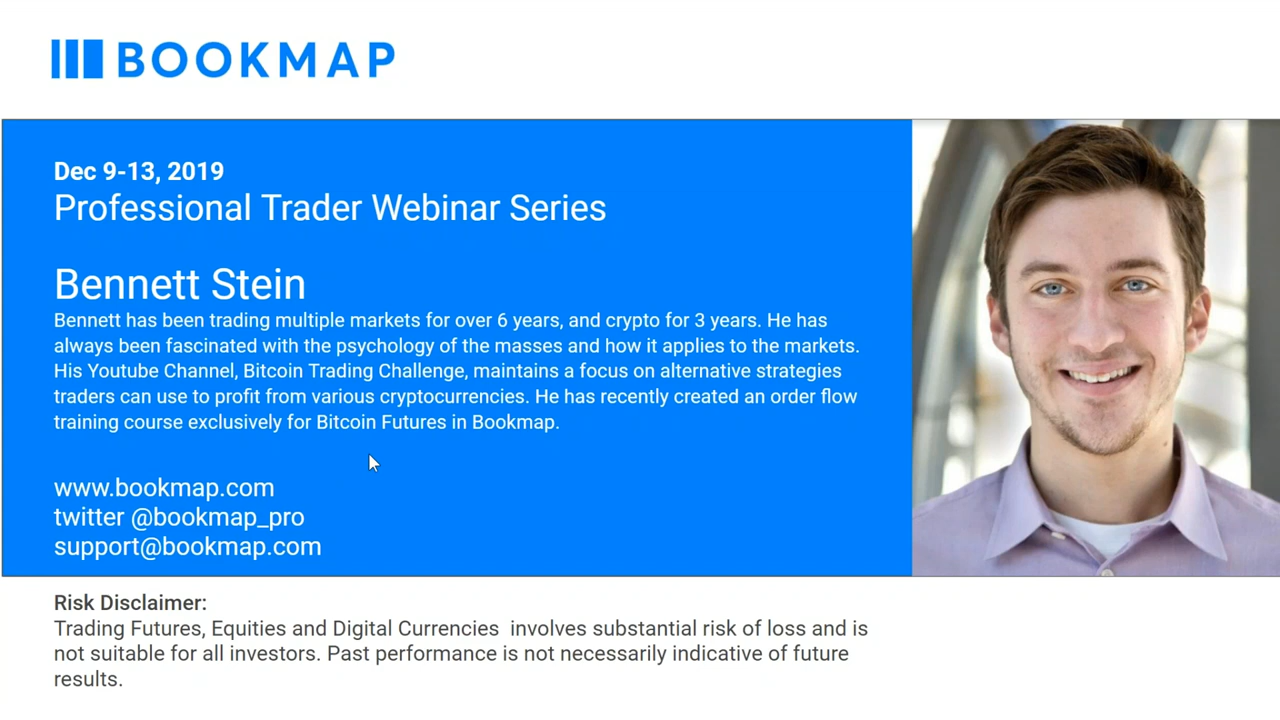 BOOKMAP
Dec 9-13, 2019
Professional Trader Webinar Series
Bennett Stein
Bennett has been trading multiple markets for over 6 years, and crypto for 3 years. He has
always been fascinated with the psychology of the masses and how it applies to the markets.
His Youtube Channel, Bitcoin Trading Challenge, maintains a focus on alternative strategies
traders can use to profit from various cryptocurrencies. He has recently created an order flow
training course exclusively for Bitcoin Futures in Bookmap.
www.bookmap.com
twitter @bookmap_pro
support@bookmap.com
Risk Disclaimer:
Trading Futures, Equities and Digital Currencies  involves substantial risk of loss and is
not suitable for all investors. Past performance is not necessarily indicative of future
results.